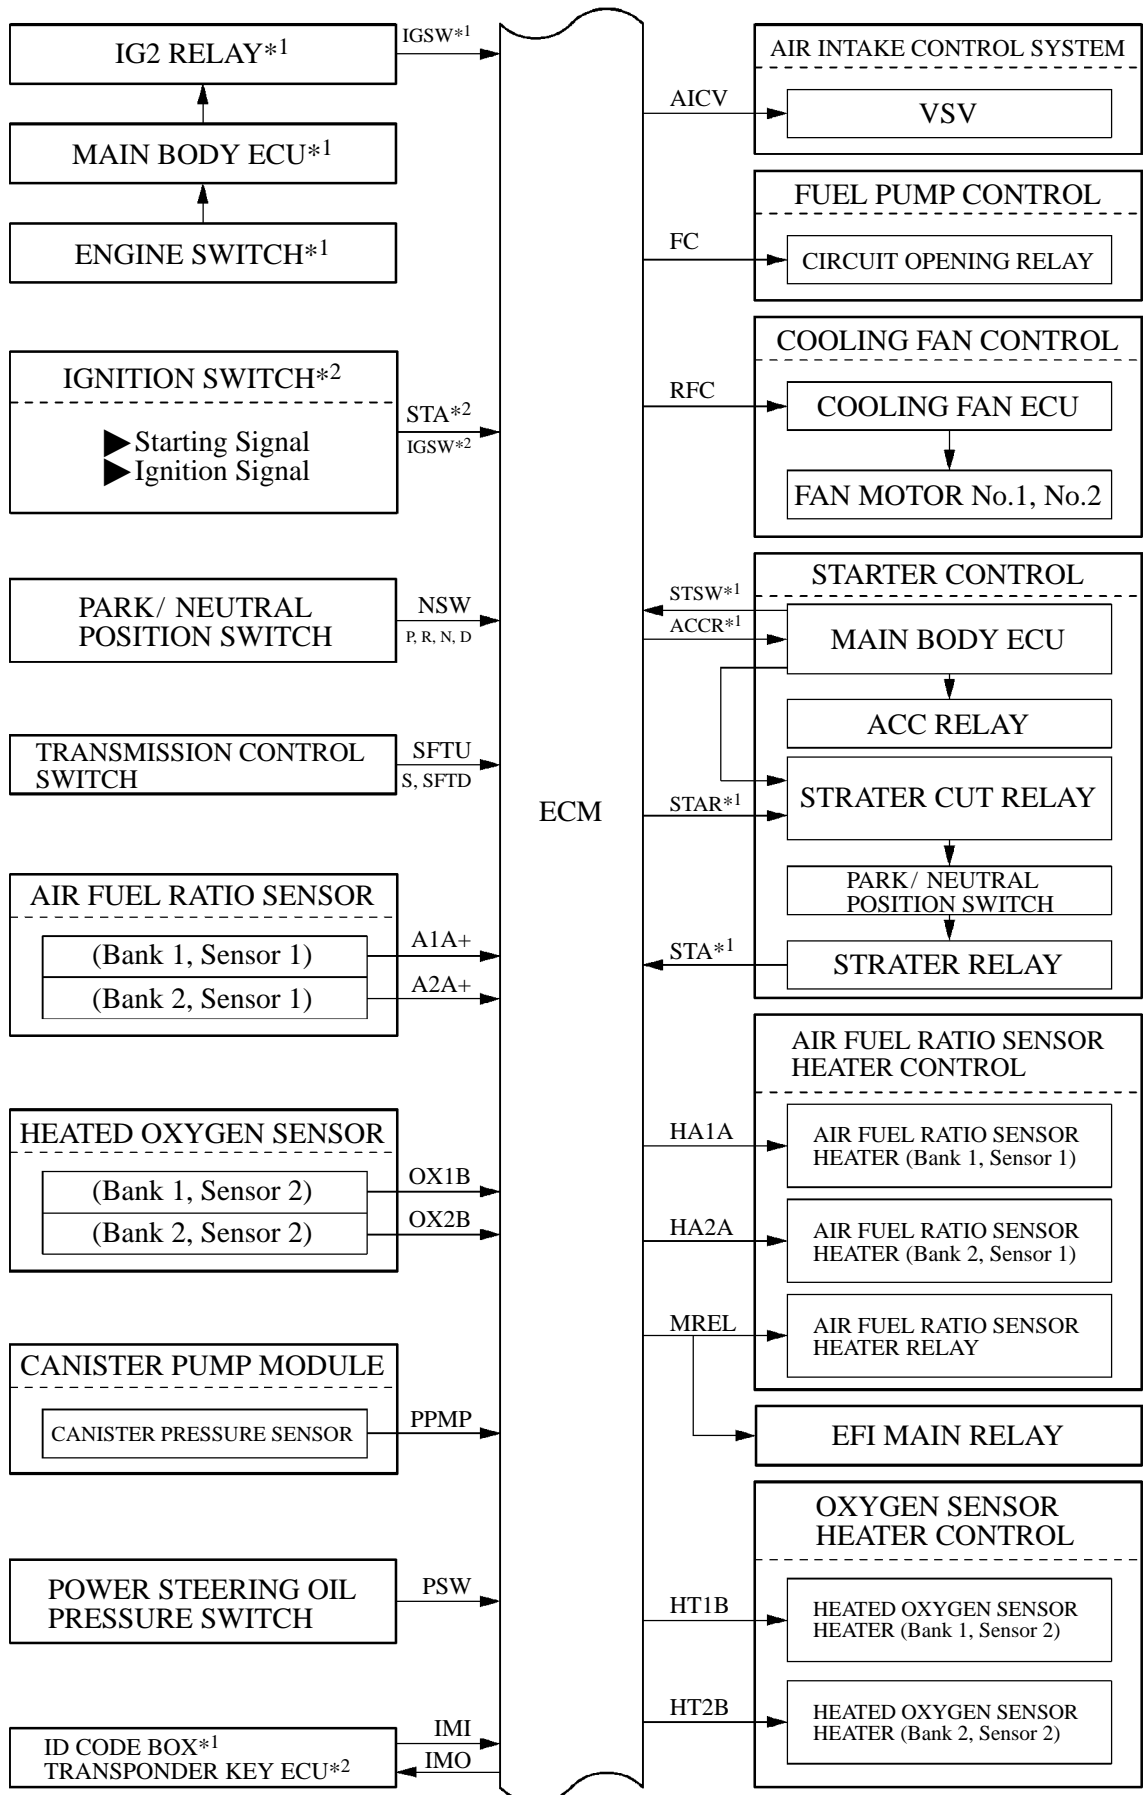 IG2 RELAY*1
IGSW*1
MAIN BODY ECU*1
ENGINE SWITCH*1
IGNITION SWITCH*2
▶Starting Signal
▶Ignition Signal
STA*2
IGSW*2
PARK/ NEUTRAL
POSITION SWITCH
NSW
P, R, N, D
TRANSMISSION CONTROL
SWITCH
SFTU
S, SFTD
AIR FUEL RATIO SENSOR
(Bank 1, Sensor 1)
A1A+
(Bank 2, Sensor 1)
A2A+
HEATED OXYGEN SENSOR
(Bank 1, Sensor 2)
OX1B
(Bank 2, Sensor 2)
OX2B
CANISTER PUMP MODULE
CANISTER PRESSURE SENSOR
PPMP
POWER STEERING OIL
PRESSURE SWITCH
PSW
ID CODE BOX*1
TRANSPONDER KEY ECU*2
IMI
IMO
ECM
AIR INTAKE CONTROL SYSTEM
AICV
VSV
FUEL PUMP CONTROL
FC
CIRCUIT OPENING RELAY
COOLING FAN CONTROL
RFC
COOLING FAN ECU
FAN MOTOR No.1, No.2
STARTER CONTROL
STSW*1
ACCR*1
MAIN BODY ECU
ACC RELAY
STAR*1
STRATER CUT RELAY
PARK/ NEUTRAL
POSITION SWITCH
STA*1
STRATER RELAY
AIR FUEL RATIO SENSOR
HEATER CONTROL
HA1A
AIR FUEL RATIO SENSOR
HEATER (Bank 1, Sensor 1)
HA2A
AIR FUEL RATIO SENSOR
HEATER (Bank 2, Sensor 1)
MREL
AIR FUEL RATIO SENSOR
HEATER RELAY
EFI MAIN RELAY
OXYGEN SENSOR
HEATER CONTROL
HT1B
HEATED OXYGEN SENSOR
HEATER (Bank 1, Sensor 2)
HT2B
HEATED OXYGEN SENSOR
HEATER (Bank 2, Sensor 2)